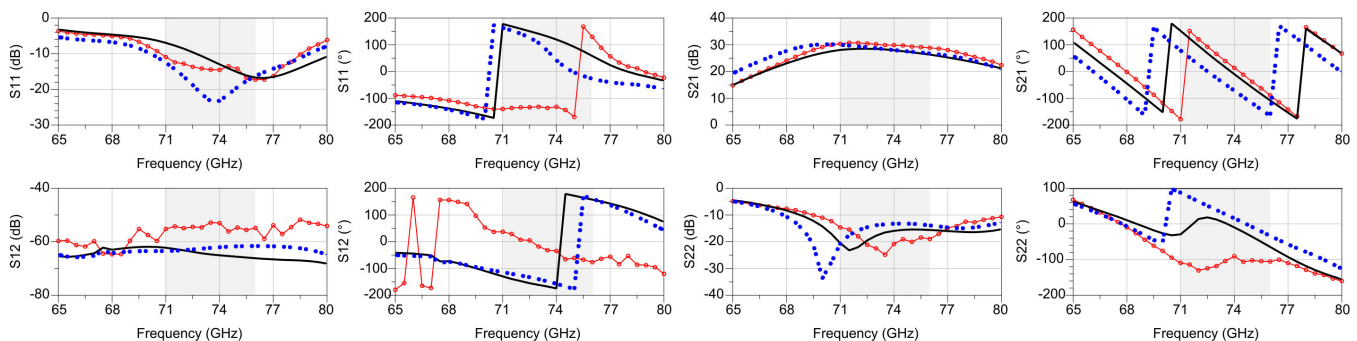 S11 (dB)
0
-10
-20
-30
65 68 71 74 77 80
Frequency (GHz)
S11 (°)
200
100
0
-100
-200
65 68 71 74 77 80
Frequency (GHz)
S21 (dB)
40
30
20
10
0
65 68 71 74 77 80
Frequency (GHz)
S21 (°)
200
100
0
-100
-200
65 68 71 74 77 80
Frequency (GHz)
S12 (dB)
-40
-60
-80
65 68 71 74 77 80
Frequency (GHz)
S12 (°)
200
100
0
-100
-200
65 68 71 74 77 80
Frequency (GHz)
S22 (dB)
0
-10
-20
-30
-40
65 68 71 74 77 80
Frequency (GHz)
S22 (°)
100
0
-100
-200
65 68 71 74 77 80
Frequency (GHz)